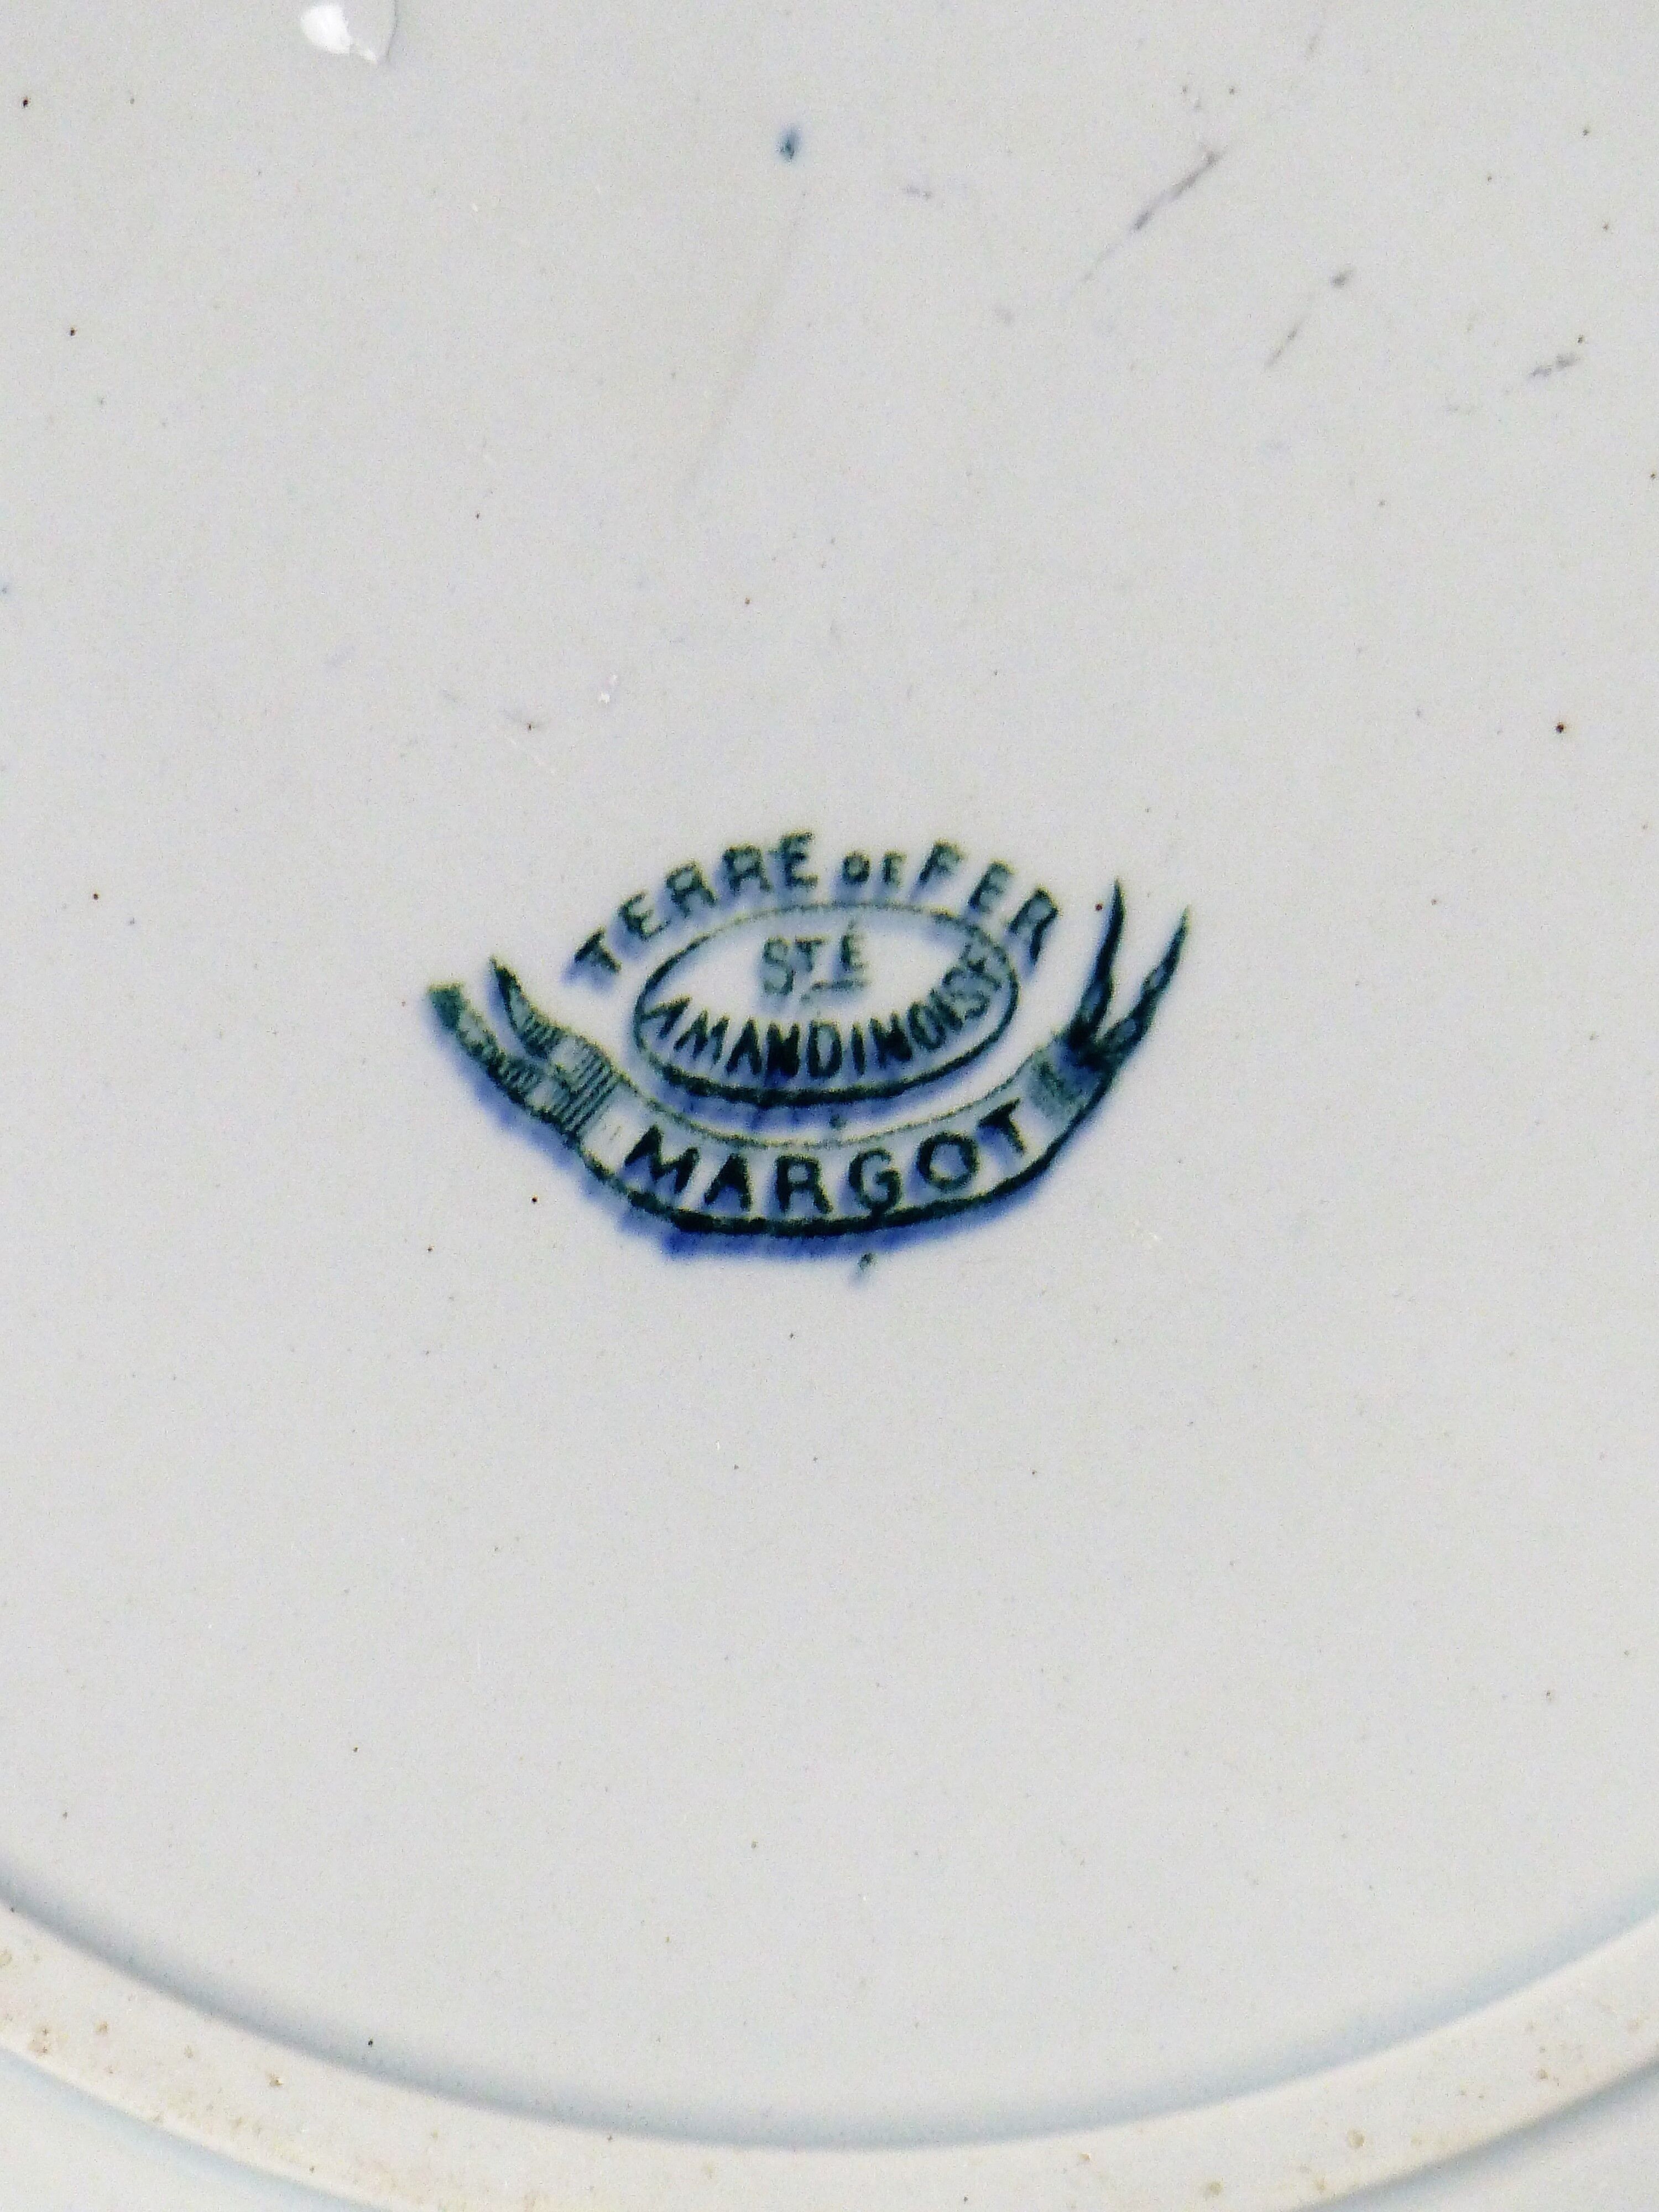 TERRE DE FER
STÉ
AMANDINOISE
MARGOT